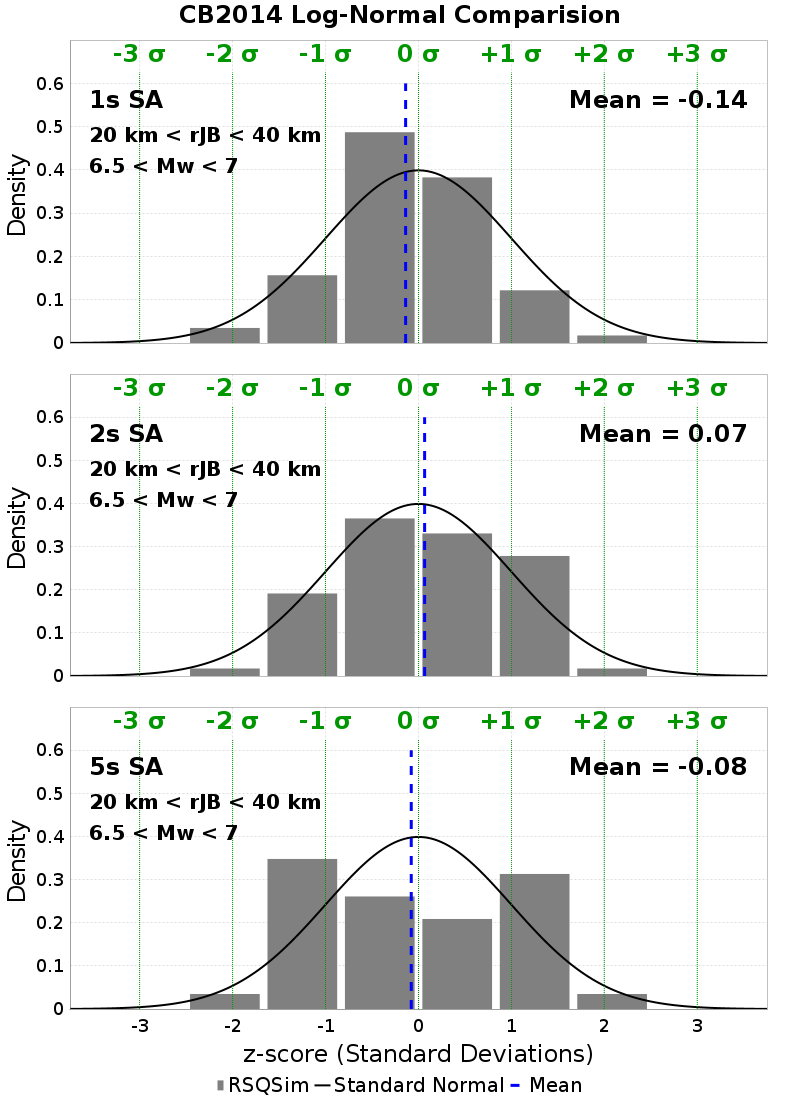 CB2014 Log-Normal Comparision
-3 σ -2 σ -1 σ 0 σ +1 σ +2 σ +3 σ
0.6
1s SA
Mean = -0.14
0.5
20 km < rJB < 40 km
6.5 < Mw < 7
0.4
0.3
0.2
0.1
0
Density
-3 σ -2 σ -1 σ 0 σ +1 σ +2 σ +3 σ
0.6
2s SA
Mean = 0.07
0.5
20 km < rJB < 40 km
6.5 < Mw < 7
0.4
0.3
0.2
0.1
0
Density
-3 σ -2 σ -1 σ 0 σ +1 σ +2 σ +3 σ
0.6
5s SA
Mean = -0.08
0.5
20 km < rJB < 40 km
6.5 < Mw < 7
0.4
0.3
0.2
0.1
0
Density
-3 -2 -1 0 1 2 3
z-score (Standard Deviations)
RSQSim Standard Normal Mean